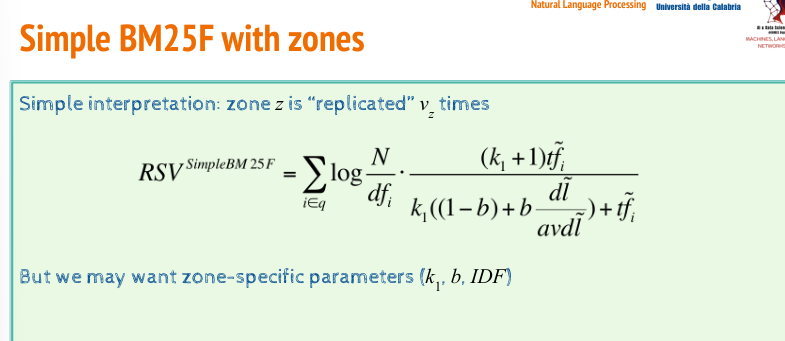 Natural Language Processing Università della Calabria
MACHINES, LAN
NETWORKS
Simple BM25F with zones
Simple interpretation: zone z is “replicated” v_z times
RSV^{SimpleBM25F} = \sum_{i \in q} \log \frac{N}{df_i} \cdot \frac{(k_1 + 1)\tilde{tf}_i}{k_1((1 - b) + b \frac{d\tilde{l}}{avd\tilde{l}}) + \tilde{tf}_i}
But we may want zone-specific parameters (k_1, b, IDF)